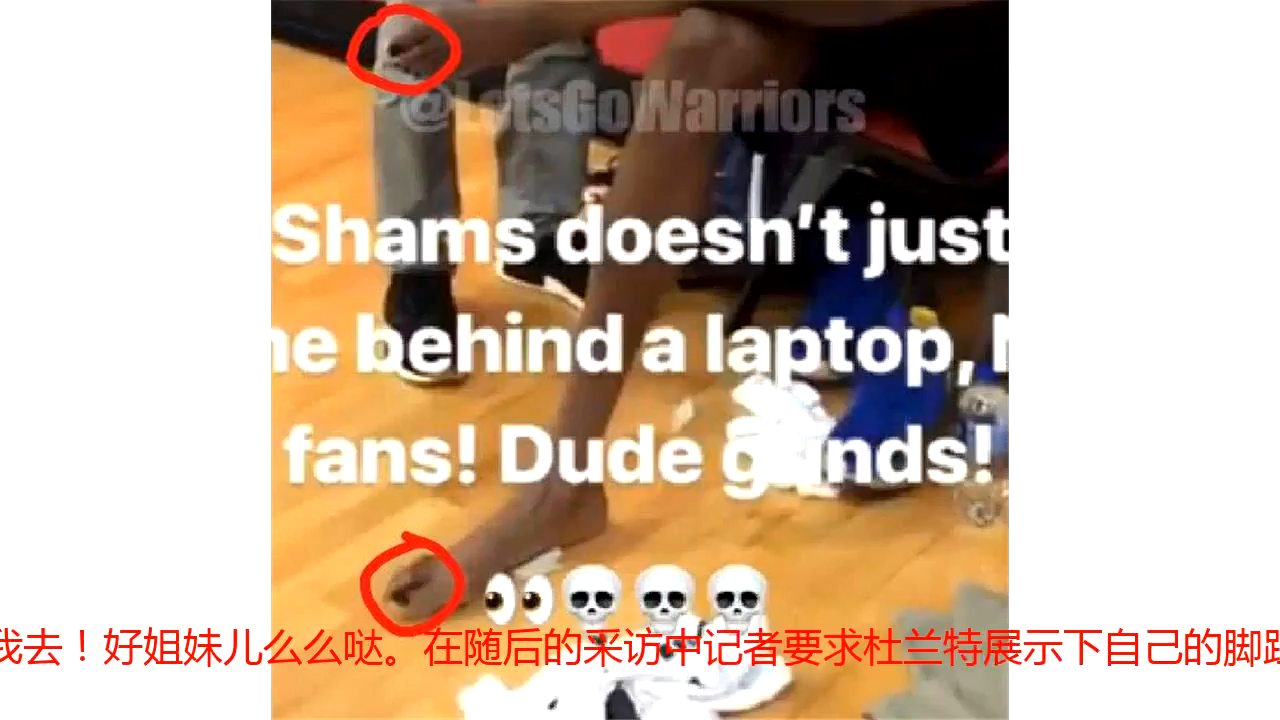 @LetsGoWarriors
Shams doesn't just
ne behind a laptop, N
fans! Dude grinds!
我去！好姐妹儿么么哒。在随后的采访中记者要求杜兰特展示下自己的脚趾